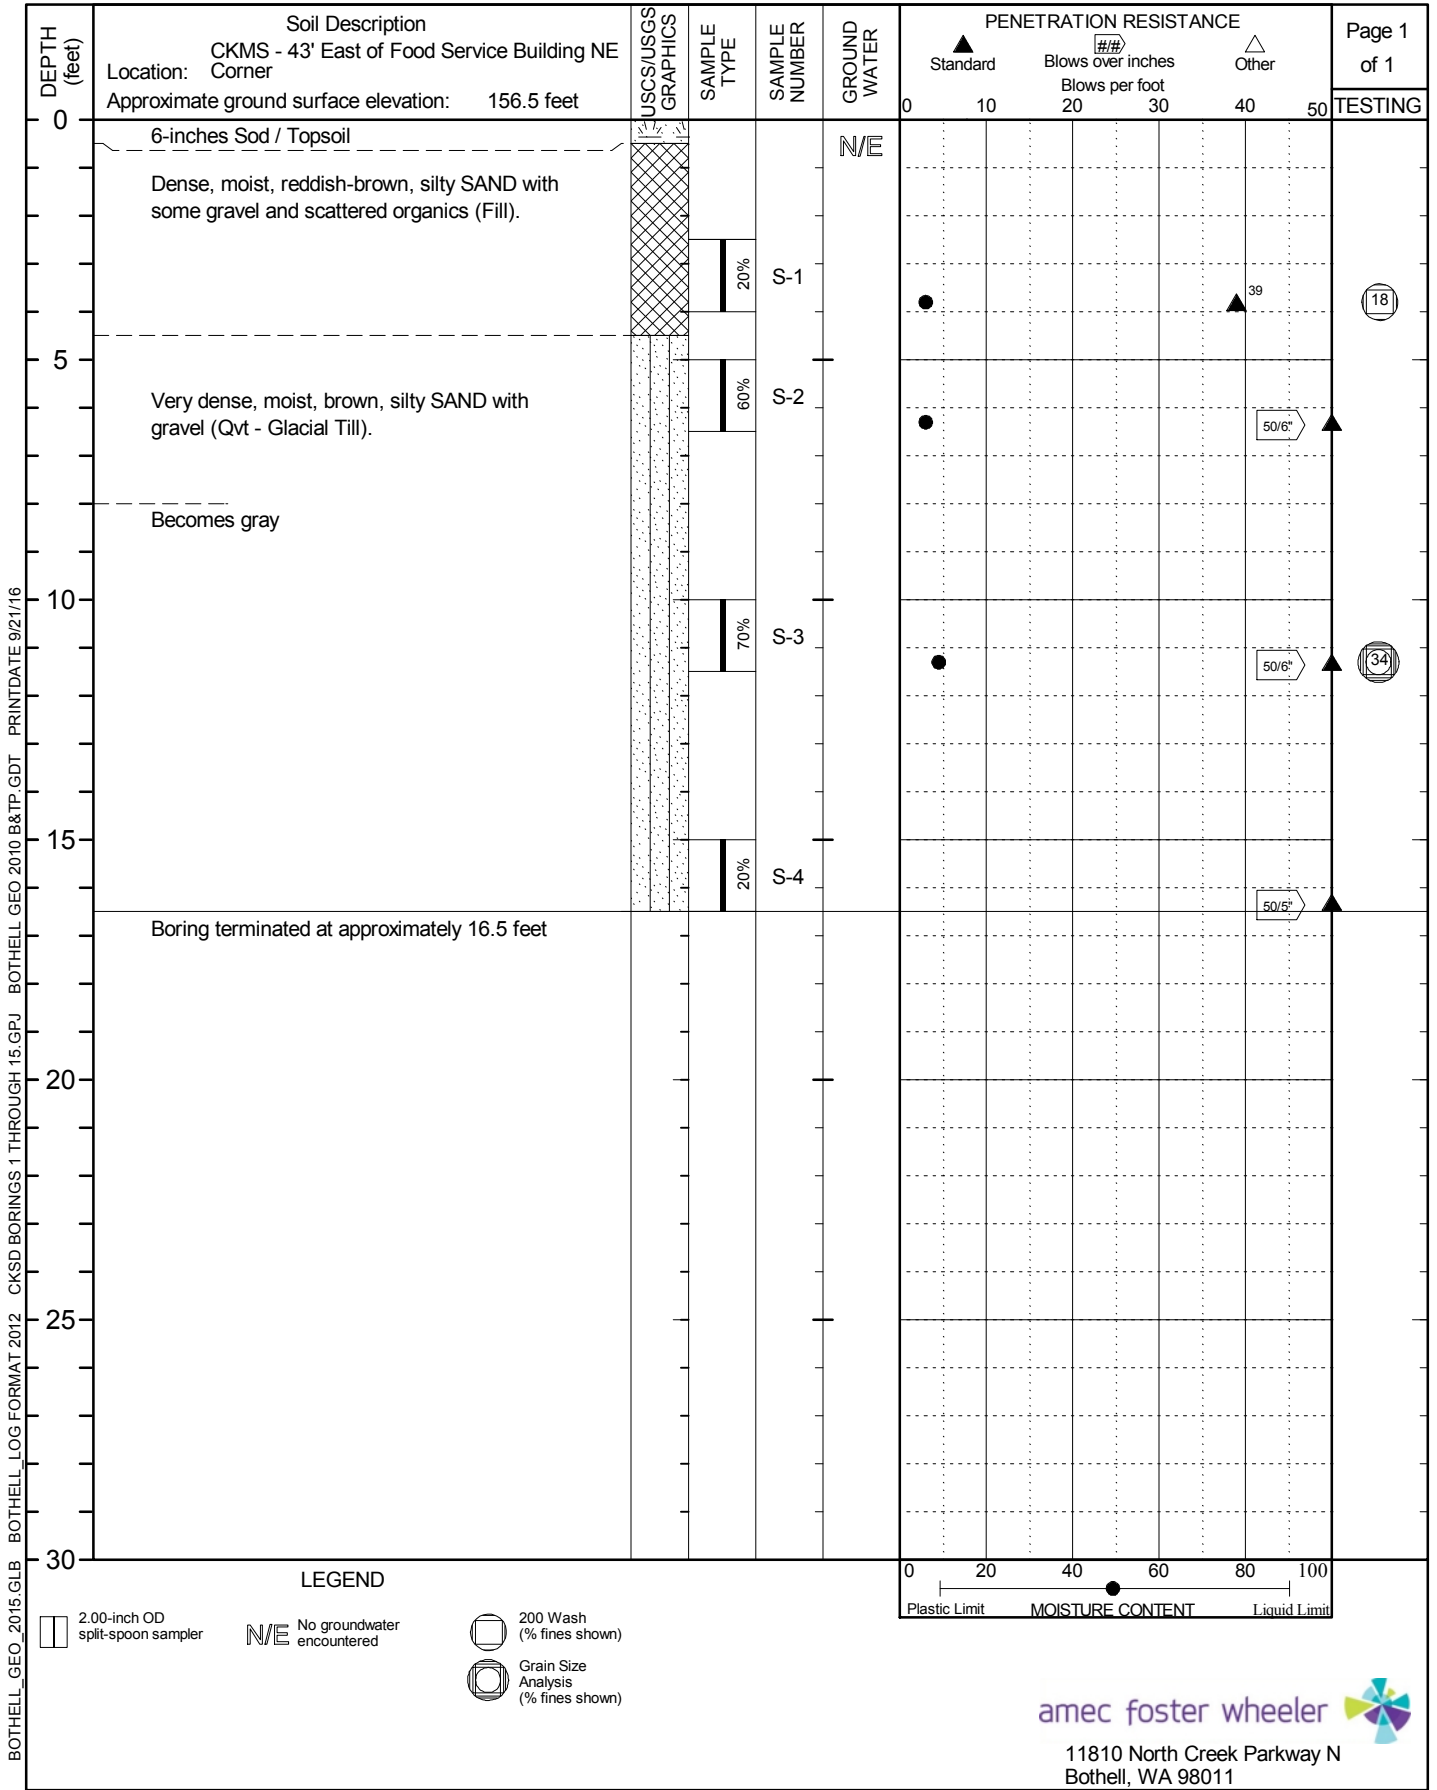 DEPTH
(feet)
Soil Description
CKMS - 43' East of Food Service Building NE
Location: Corner
Approximate ground surface elevation: 156.5 feet
USCS/USGS
GRAPHICS
SAMPLE
TYPE
SAMPLE
NUMBER
GROUND
WATER
PENETRATION RESISTANCE
Standard
#/#
Blows over inches
Other
Blows per foot
0 10 20 30 40 50
Page 1
of 1
TESTING
0
6-inches Sod / Topsoil
N/E
Dense, moist, reddish-brown, silty SAND with
some gravel and scattered organics (Fill).
20% S-1
39
18
5
60% S-2
Very dense, moist, brown, silty SAND with
gravel (Qvt - Glacial Till).
50/6"
Becomes gray
10
70% S-3
50/6"
34
15
20% S-4
50/5"
Boring terminated at approximately 16.5 feet
20
25
30
0 20 40 60 80 100
Plastic Limit MOISTURE CONTENT Liquid Limit
LEGEND
2.00-inch OD
split-spoon sampler
N/E No groundwater
encountered
200 Wash
(% fines shown)
Grain Size
Analysis
(% fines shown)
amec foster wheeler
11810 North Creek Parkway N
Bothell, WA 98011
BOTHELL_GEO_2015.GLB BOTHELL_LOG FORMAT 2012 CKSD BORINGS 1 THROUGH 15.GPJ BOTHELL GEO 2010 B&TP.GDT PRINTDATE 9/21/16